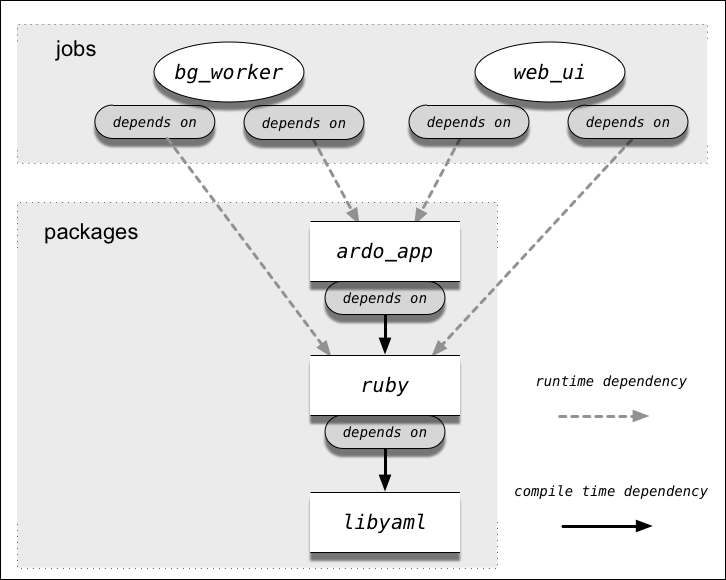 jobs
bg_worker
web_ui
depends on
depends on
depends on
depends on
packages
ardo_app
depends on
ruby
depends on
libyaml
runtime dependency
compile time dependency